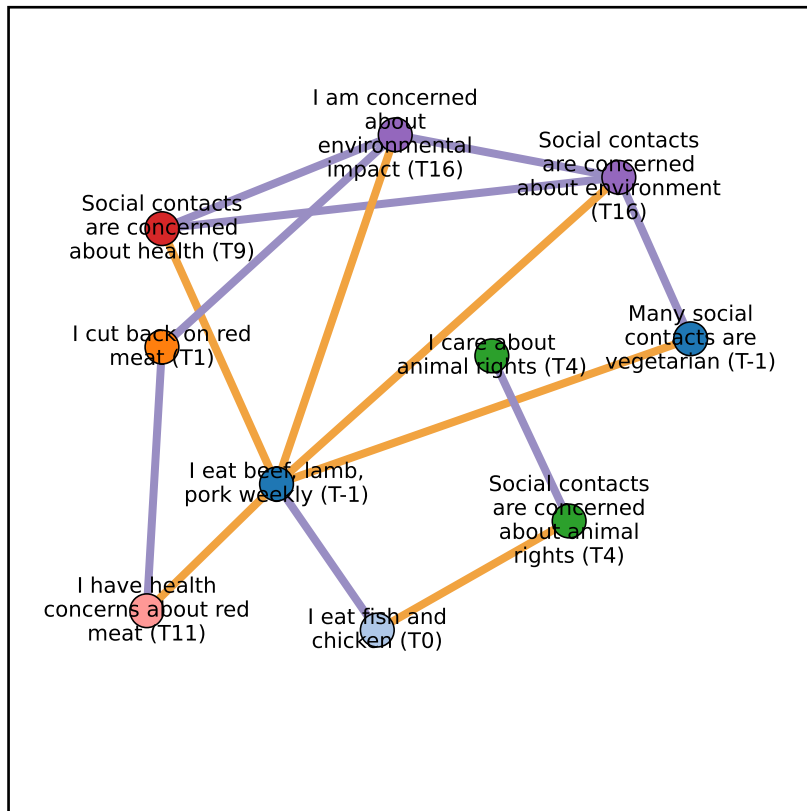 I am concerned
about
environmental
impact (T16)
Social contacts
are concerned
about environment
(T16)
Social contacts
are concerned
about health (T9)
I cut back on red
meat (T1)
I care about
animal rights (T4)
Many social
contacts are
vegetarian (T-1)
I eat beef, lamb,
pork weekly (T-1)
Social contacts
are concerned
about animal
rights (T4)
I have health
concerns about red
meat (T11)
I eat fish and
chicken (T0)